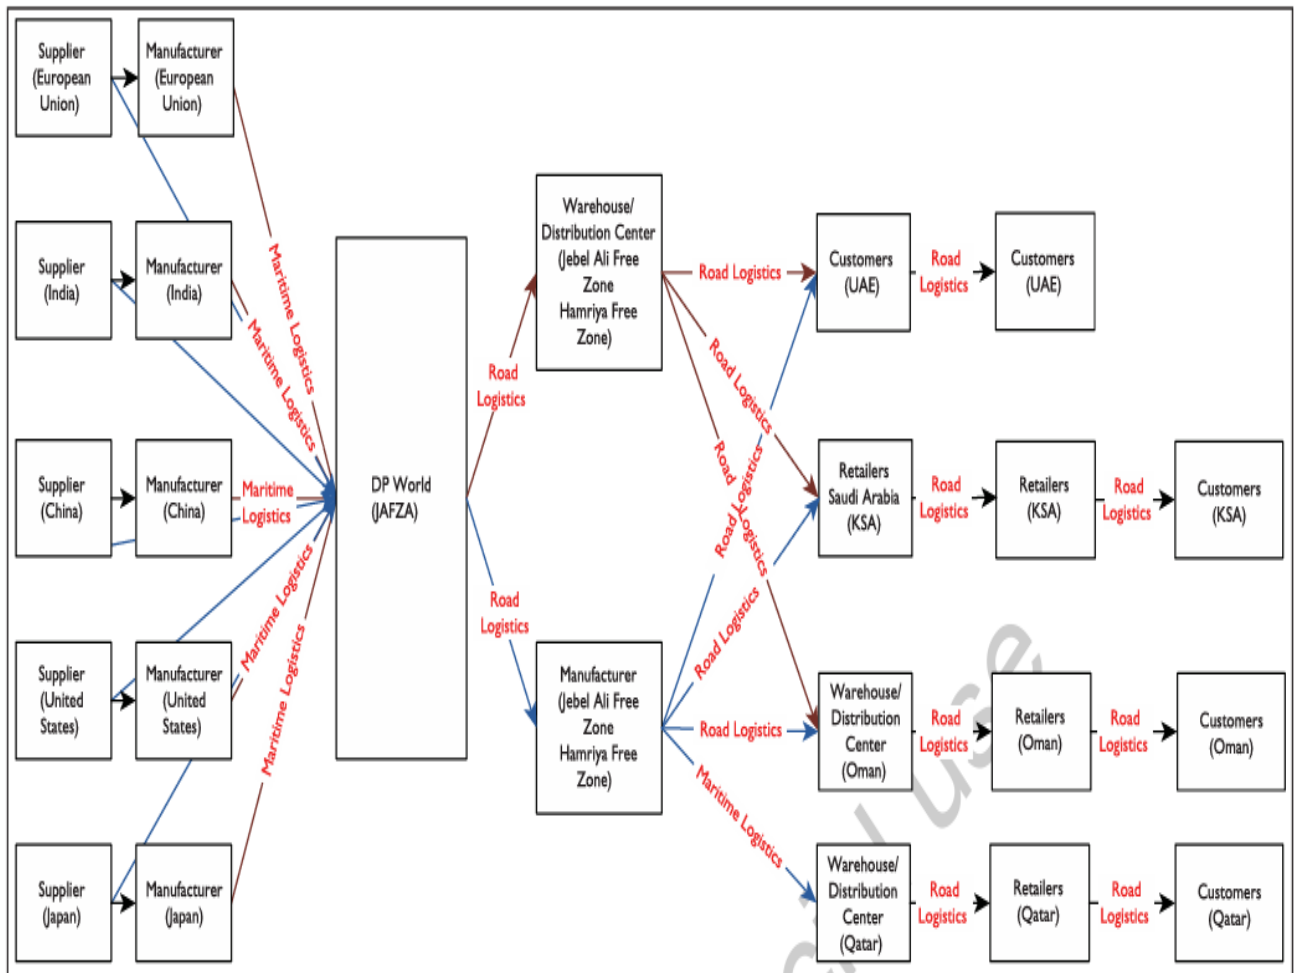 Supplier
(European
Union)
Manufacturer
(European
Union)
Supplier
(India)
Manufacturer
(India)
Supplier
(China)
Manufacturer
(China)
Supplier
(United
States)
Manufacturer
(United
States)
Supplier
(Japan)
Manufacturer
(Japan)
Maritime Logistics
Maritime Logistics
Maritime
Logistics
Maritime Logistics
Maritime Logistics
DP World
(JAFZA)
Road
Logistics
Road
Logistics
Warehouse/
Distribution Center
(Jebel Ali Free
Zone
Hamriya Free
Zone)
Manufacturer
(Jebel Ali Free
Zone
Hamriya Free
Zone)
Road Logistics
Road Logistics
Road Logistics
Road Logistics
Road Logistics
Road Logistics
Maritime Logistics
Customers
(UAE)
Road
Logistics
Customers
(UAE)
Retailers
Saudi Arabia
(KSA)
Road
Logistics
Retailers
(KSA)
Road
Logistics
Customers
(KSA)
Warehouse/
Distribution
Center
(Oman)
Road
Logistics
Retailers
(Oman)
Road
Logistics
Customers
(Oman)
Warehouse/
Distribution
Center
(Qatar)
Road
Logistics
Retailers
(Qatar)
Road
Logistics
Customers
(Qatar)
use